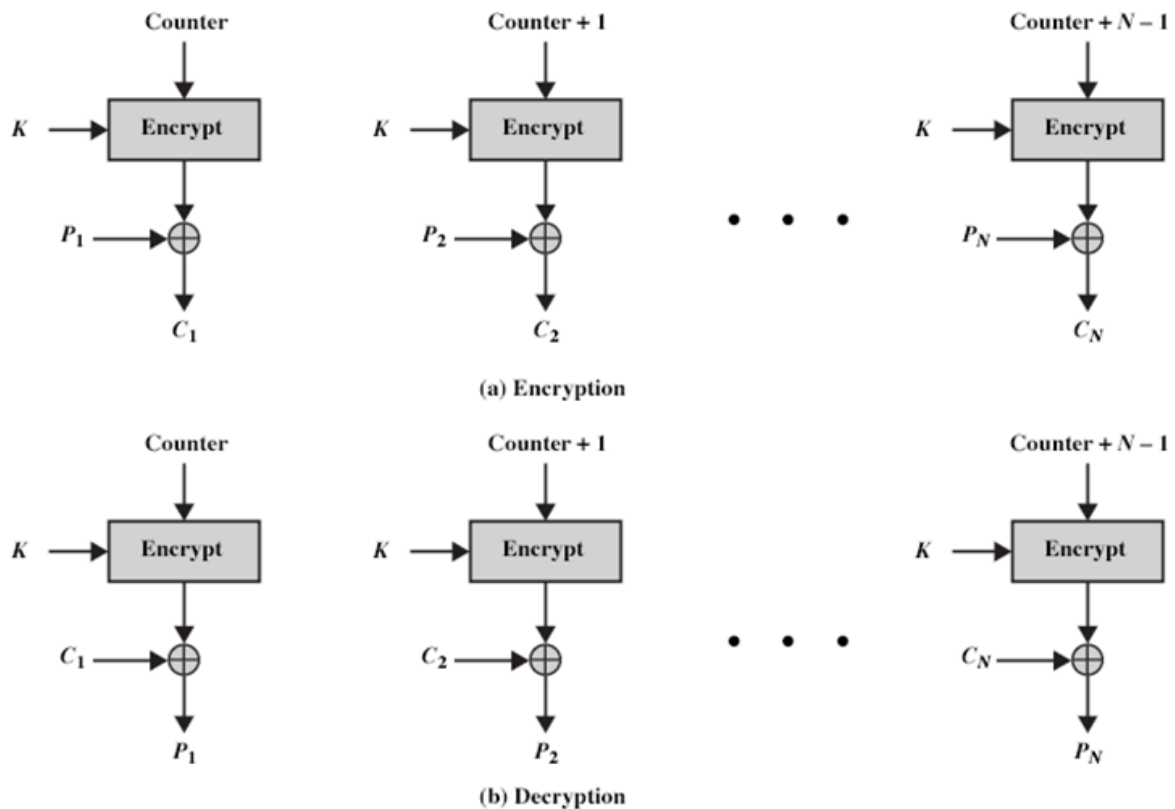 Counter Counter + 1 Counter + N – 1
K Encrypt K Encrypt K Encrypt
P1 P2 PN
C1 C2 CN
(a) Encryption
Counter Counter + 1 Counter + N – 1
K Encrypt K Encrypt K Encrypt
C1 C2 CN
P1 P2 PN
(b) Decryption